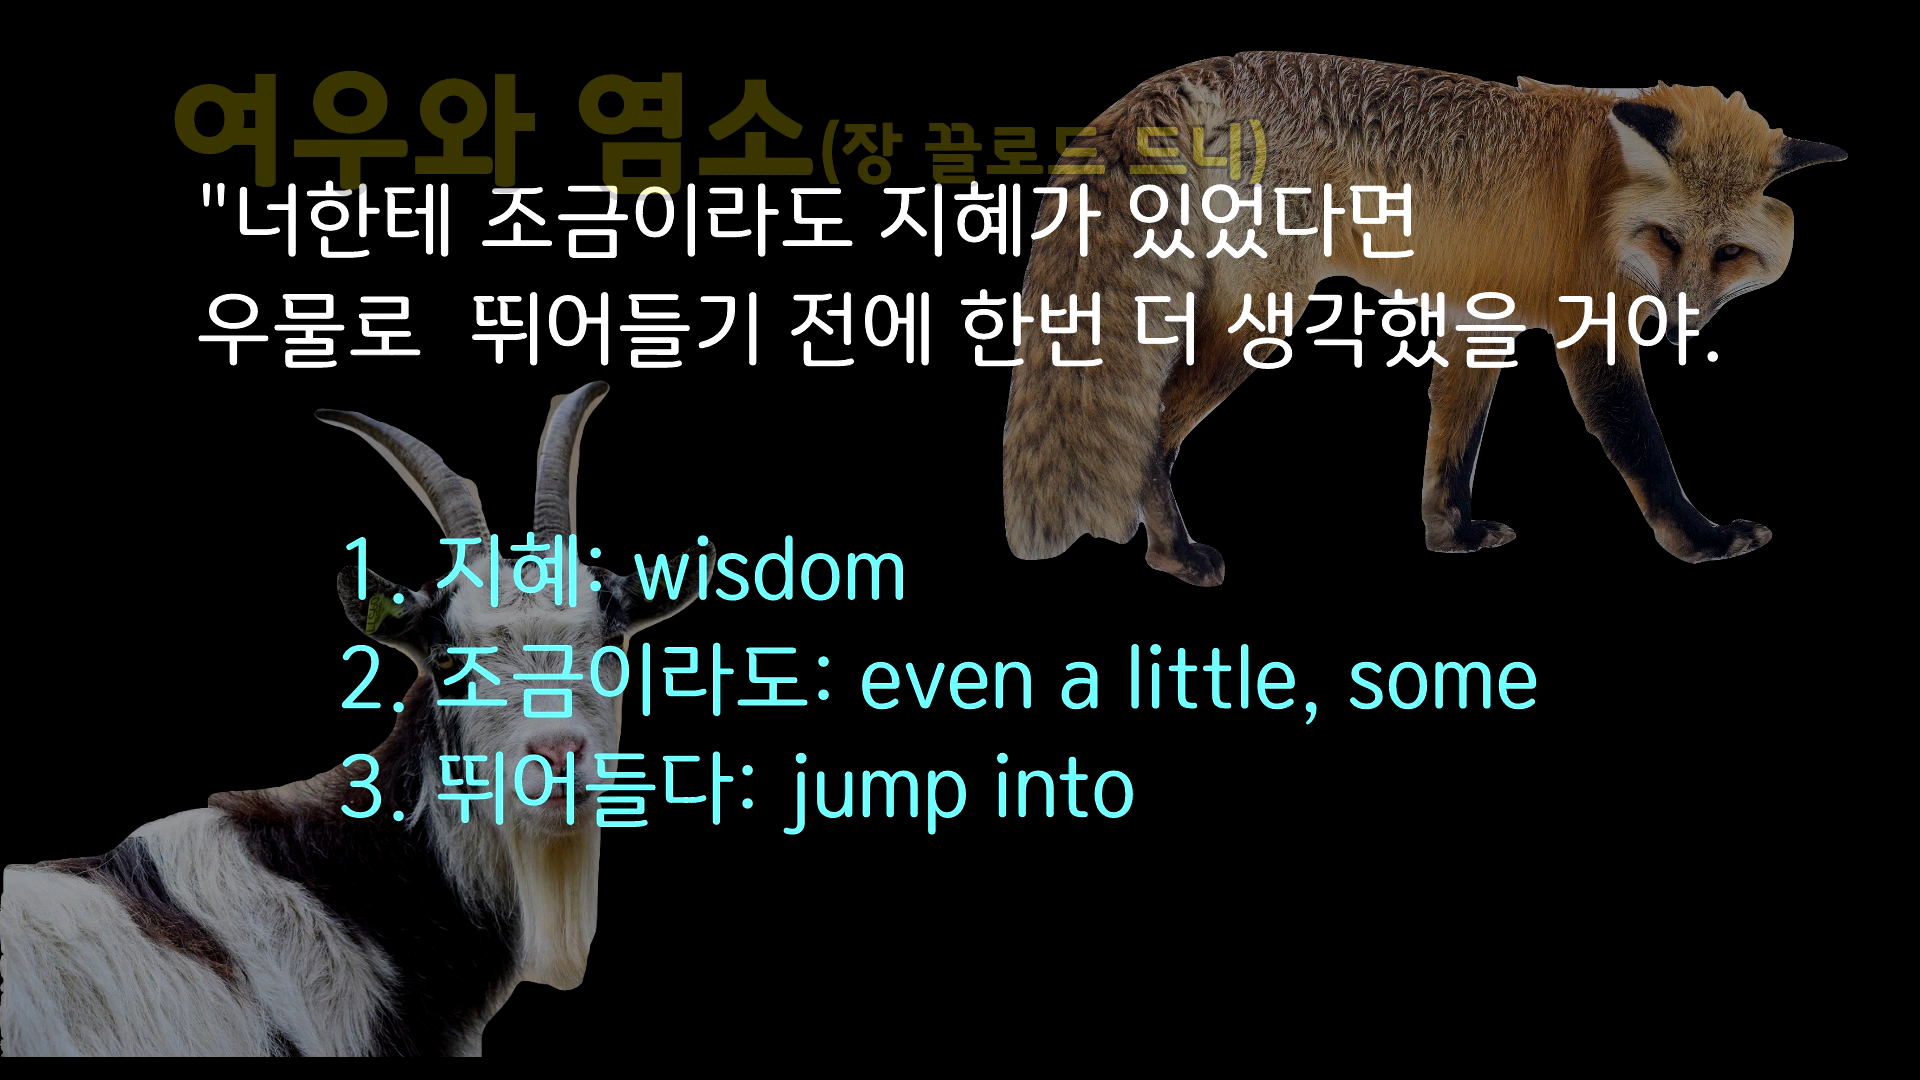 여우와 염소(장 끌로드 드니)
"너한테 조금이라도 지혜가 있었다면
우물로 뛰어들기 전에 한번 더 생각했을 거야.
1. 지혜: wisdom
2. 조금이라도: even a little, some
3. 뛰어들다: jump into